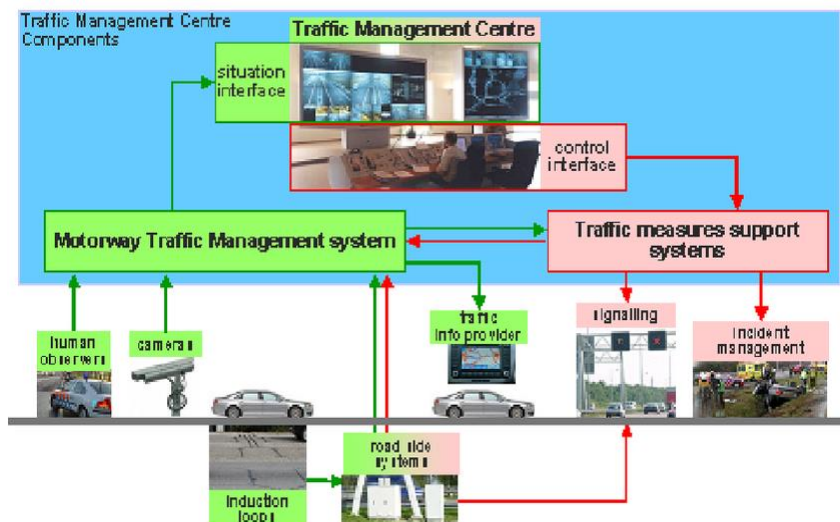 Traffic Management Centre
Components
Traffic Management Centre
situation
interface
control
interface
Motorway Traffic Management system
Traffic measures support
systems
human
observers
cameras
traffic
info provider
signalling
incident
management
road side
systems
induction
loops